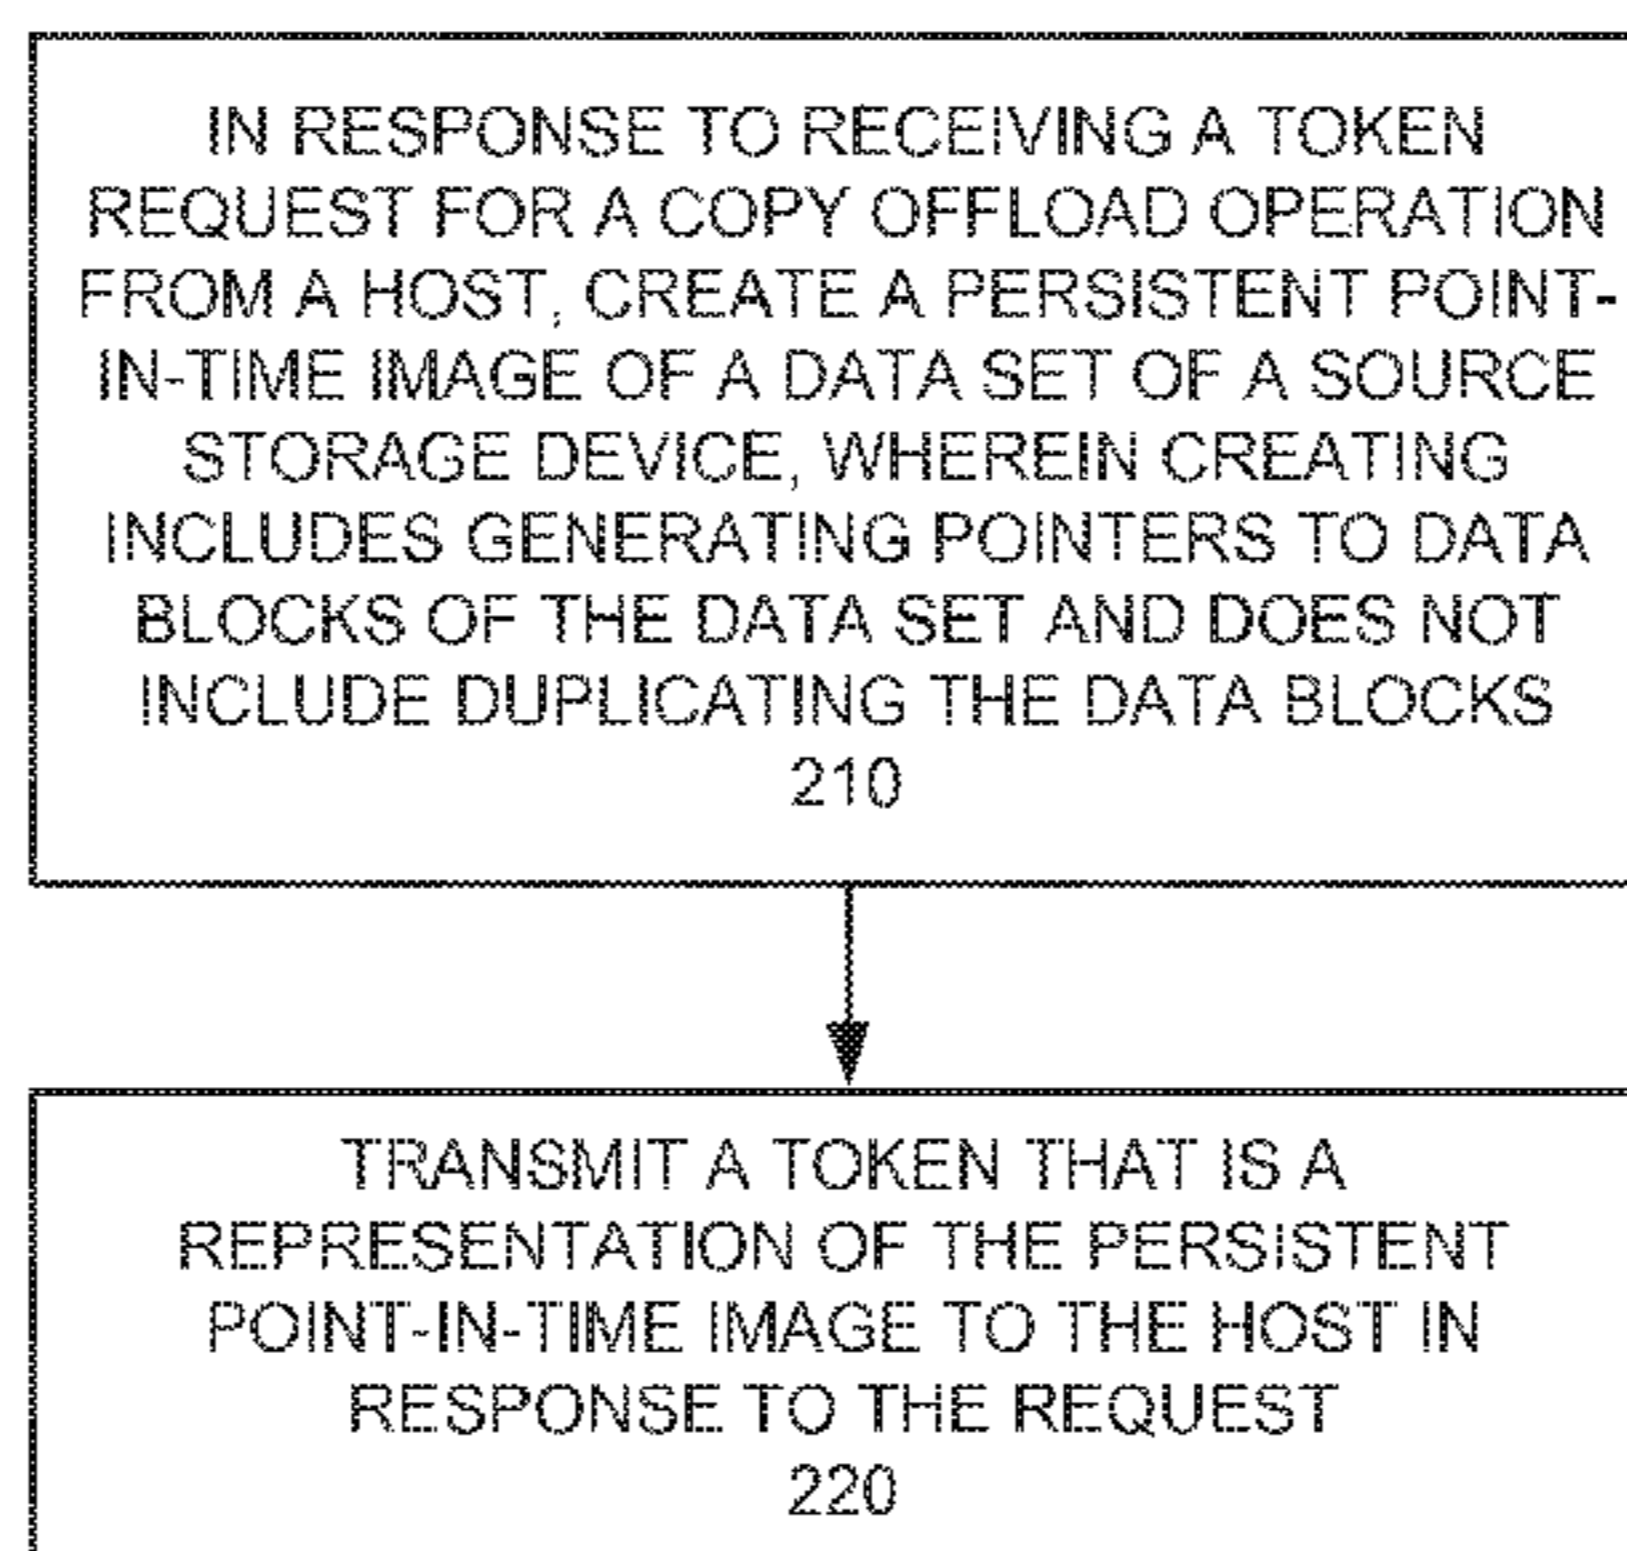 IN RESPONSE TO RECEIVING A TOKEN
REQUEST FOR A COPY OFFLOAD OPERATION
FROM A HOST, CREATE A PERSISTENT POINT-
IN-TIME IMAGE OF A DATA SET OF A SOURCE
STORAGE DEVICE, WHEREIN CREATING
INCLUDES GENERATING POINTERS TO DATA
BLOCKS OF THE DATA SET AND DOES NOT
INCLUDE DUPLICATING THE DATA BLOCKS
210
TRANSMIT A TOKEN THAT IS A
REPRESENTATION OF THE PERSISTENT
POINT-IN-TIME IMAGE TO THE HOST IN
RESPONSE TO THE REQUEST
220